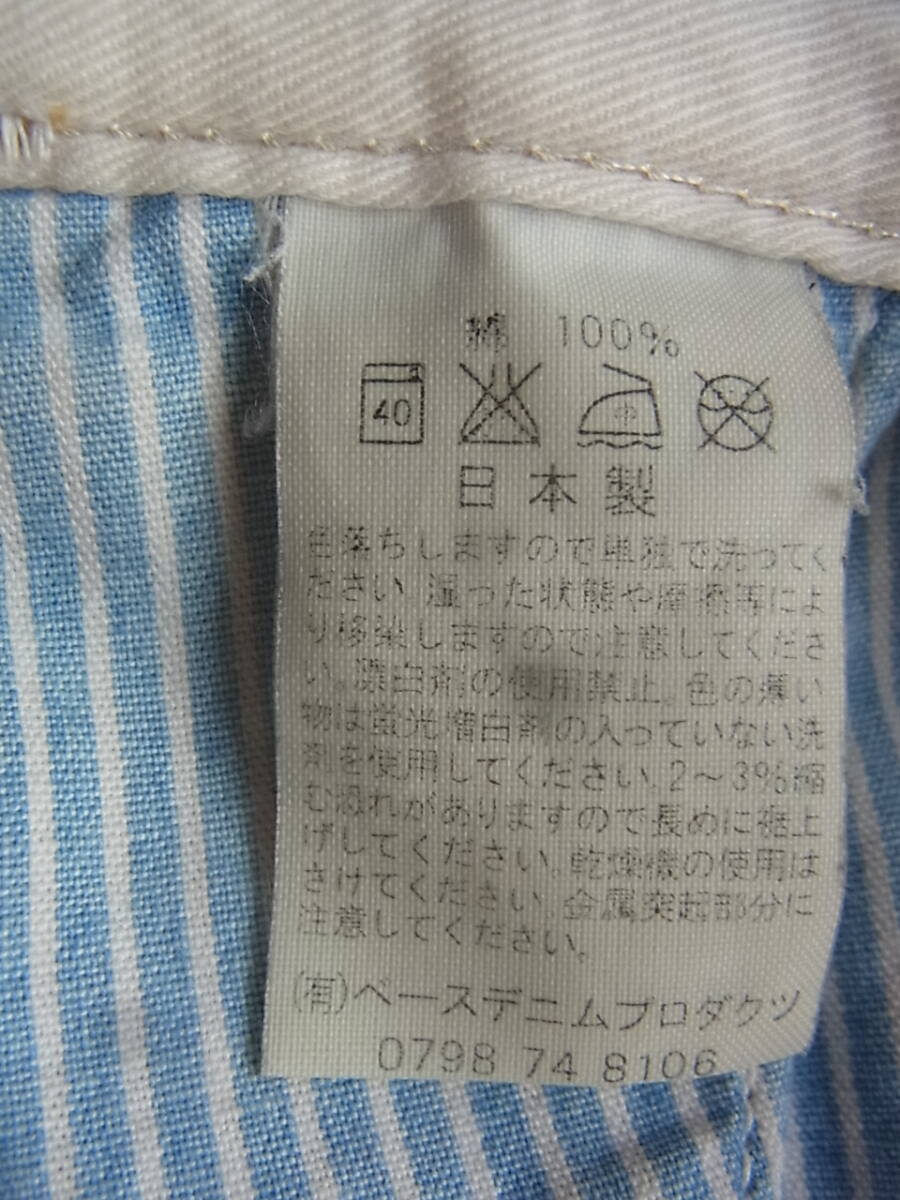 綿 100%
40 中
日本製
色落ちしますので単独で洗ってく
ださい.湿った状態や摩擦等によ
り移染しますので注意してくださ
い.漂白剤の使用禁止.色の濃い
物は蛍光増白剤の入っていない洗
剤を使用してください.2～3%縮
む恐れがありますので長めに裾上
げしてください.乾燥機の使用は
さけてください.金属突起部分に
注意してください。
(有)ベースデニムプロダクツ
0798 74 8106